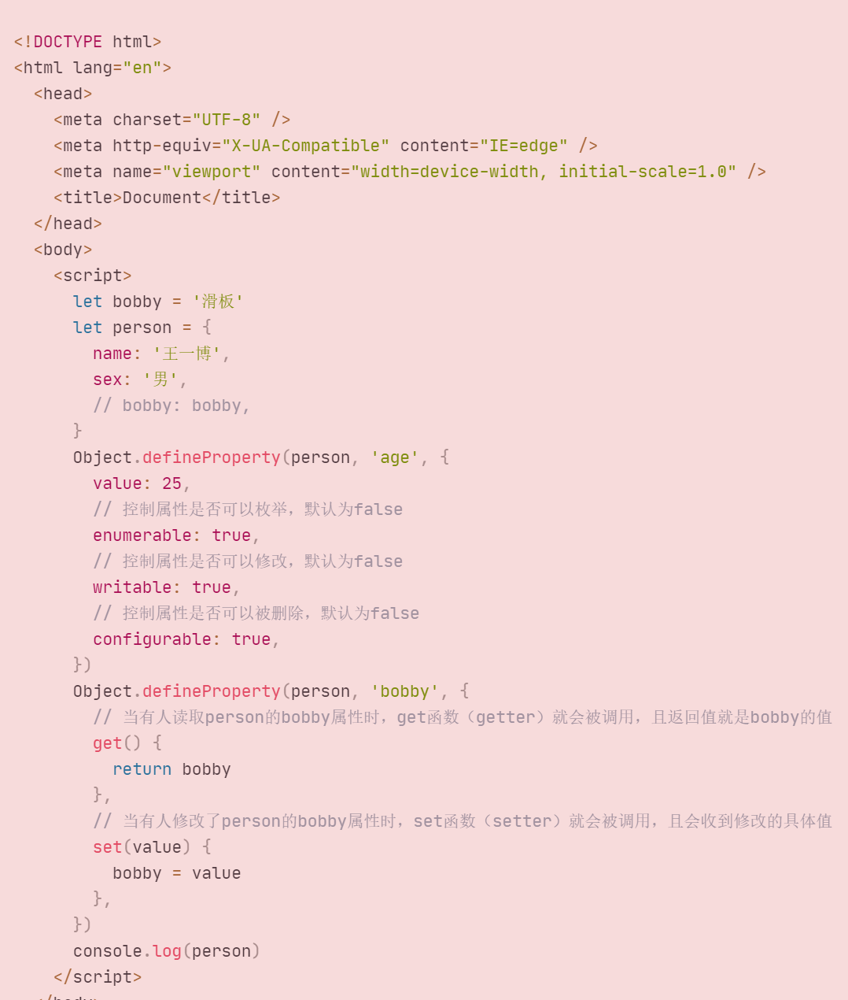 <!DOCTYPE html>
<html lang="en">
  <head>
    <meta charset="UTF-8" />
    <meta http-equiv="X-UA-Compatible" content="IE=edge" />
    <meta name="viewport" content="width=device-width, initial-scale=1.0" />
    <title>Document</title>
  </head>
  <body>
    <script>
      let bobby = '滑板'
      let person = {
        name: '王一博',
        sex: '男',
        // bobby: bobby,
      }
      Object.defineProperty(person, 'age', {
        value: 25,
        // 控制属性是否可以枚举，默认为false
        enumerable: true,
        // 控制属性是否可以修改，默认为false
        writable: true,
        // 控制属性是否可以被删除，默认为false
        configurable: true,
      })
      Object.defineProperty(person, 'bobby', {
        // 当有人读取person的bobby属性时，get函数（getter）就会被调用，且返回值就是bobby的值
        get() {
          return bobby
        },
        // 当有人修改了person的bobby属性时，set函数（setter）就会被调用，且会收到修改的具体值
        set(value) {
          bobby = value
        },
      })
      console.log(person)
    </script>